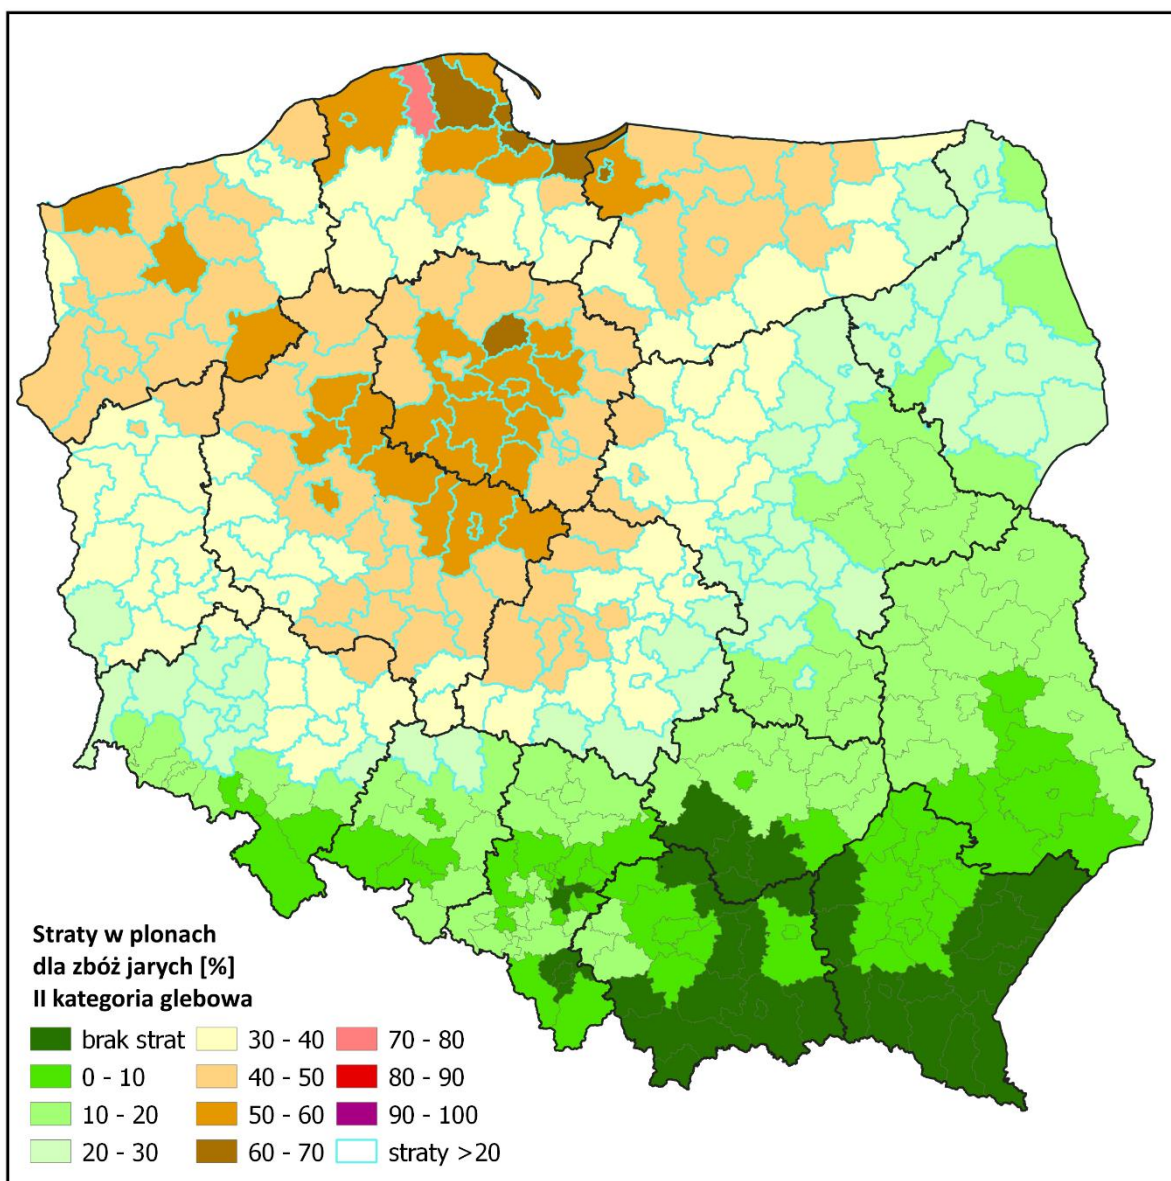 Straty w plonach
dla zbóż jarych [%]
II kategoria glebowa
brak strat
0 - 10
10 - 20
20 - 30
30 - 40
40 - 50
50 - 60
60 - 70
70 - 80
80 - 90
90 - 100
straty >20